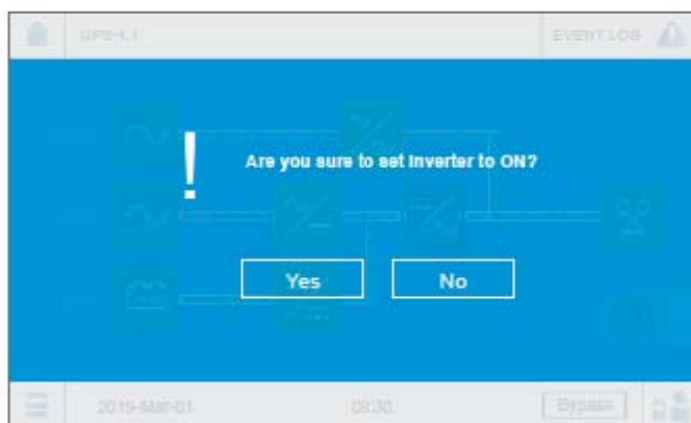 UPS-1.1
EVENT LOG
Are you sure to set Inverter to ON?
Yes
No
2019-Mar-01
09:30
Bypass